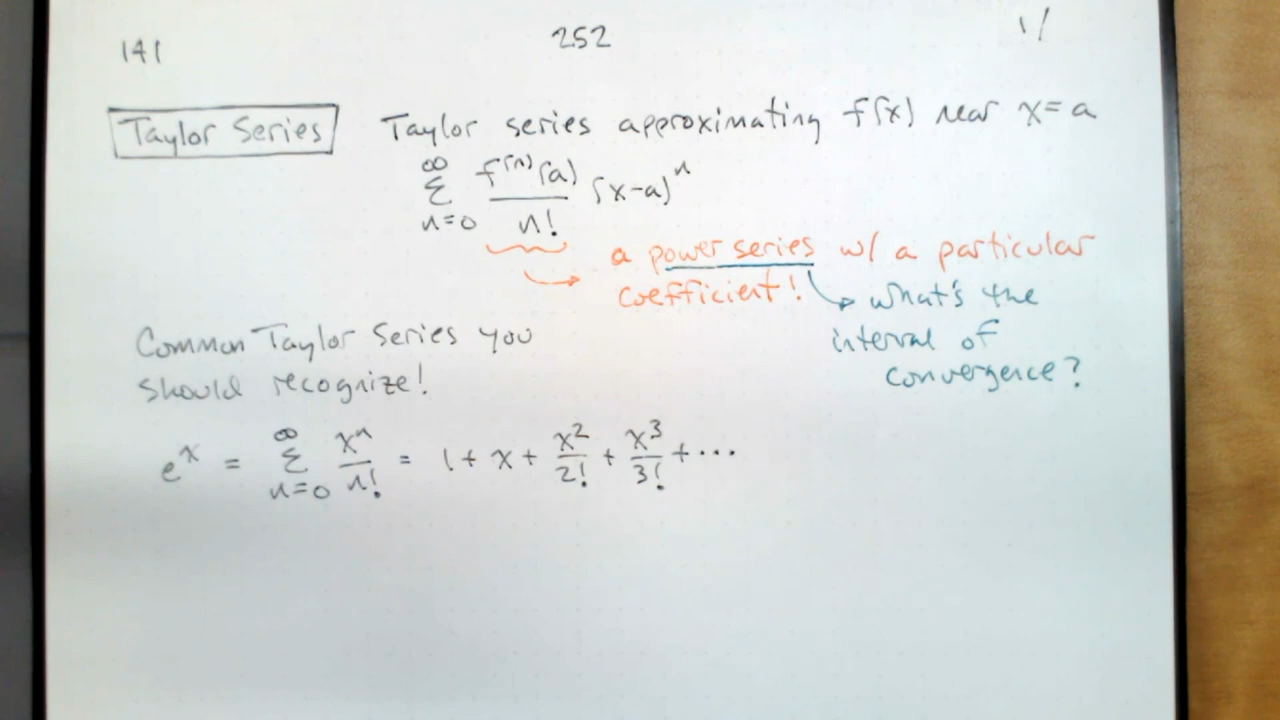 141 252 1/
Taylor Series Taylor series approximating f(x) near x=a
∞ Σ n=0 f⁽ⁿ⁾(a)/n! (x-a)ⁿ
a power series w/ a particular
coefficient! → what's the
interval of
convergence?
Common Taylor Series you
should recognize!
eˣ = ∞ Σ n=0 xⁿ/n! = 1 + x + x²/2! + x³/3! + ...